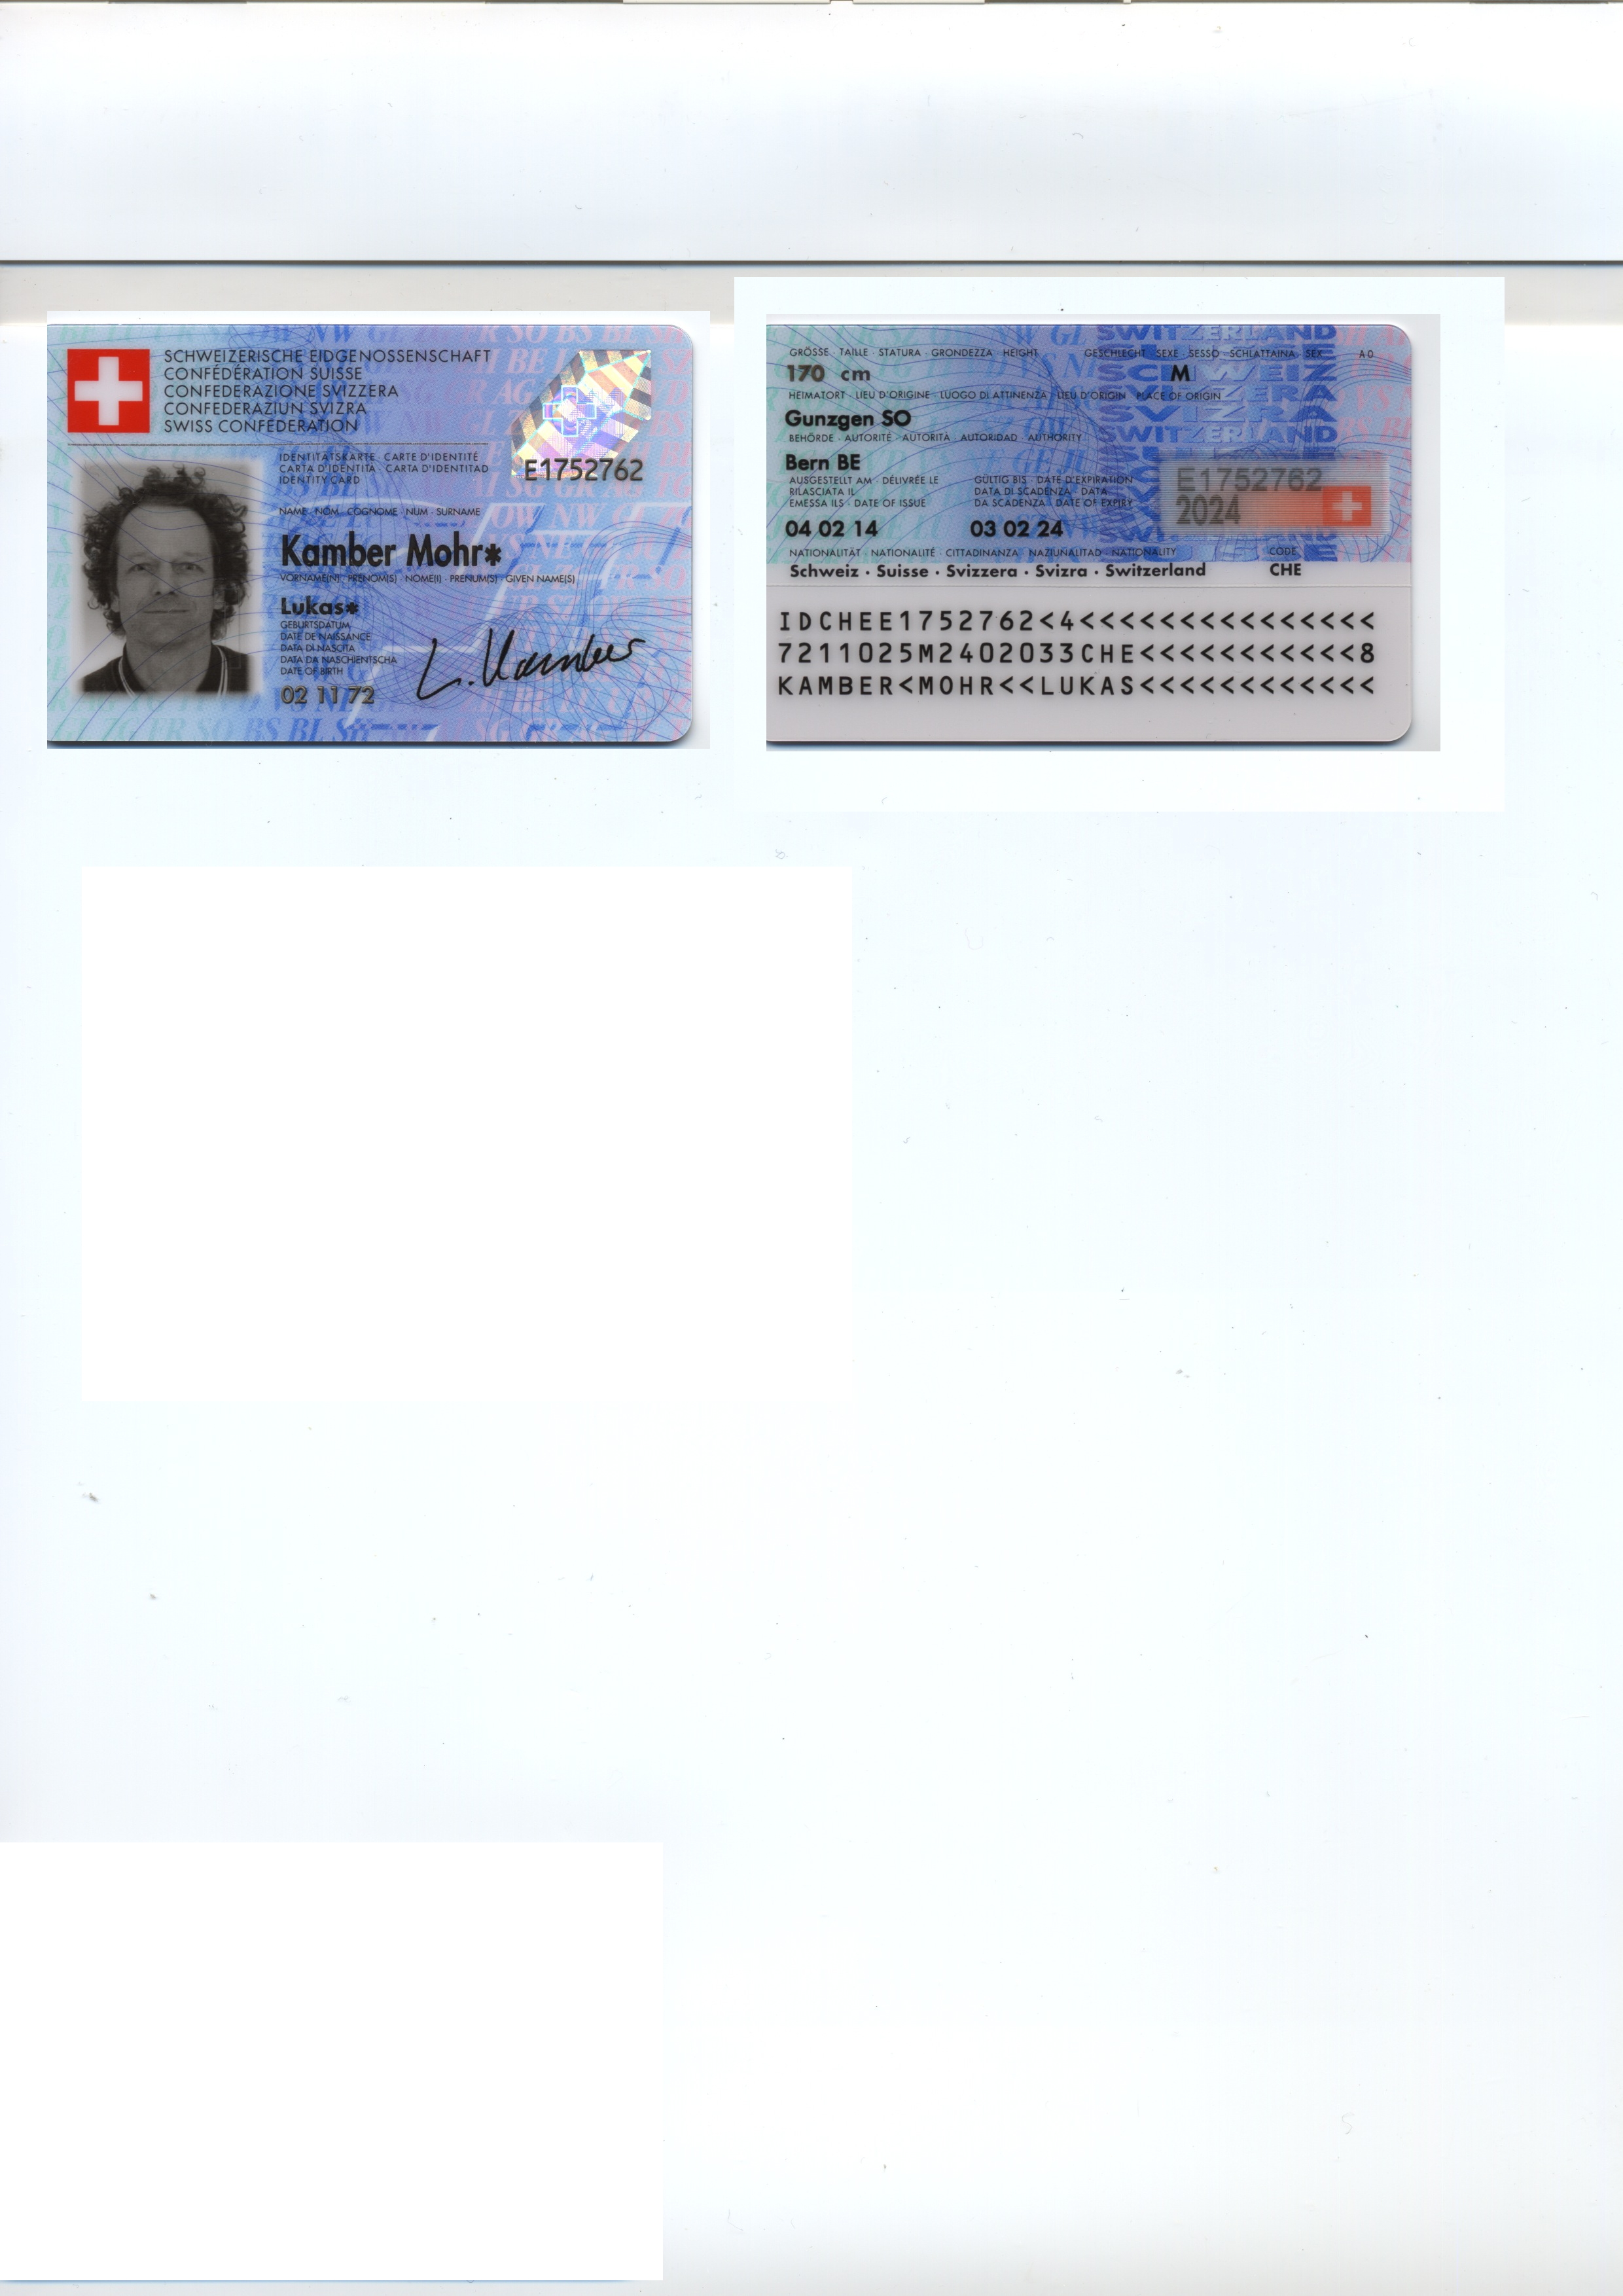 SCHWEIZERISCHE EIDGENOSSENSCHAFT
CONFÉDÉRATION SUISSE
CONFEDERAZIONE SVIZZERA
CONFEDERAZIUN SVIZRA
SWISS CONFEDERATION
IDENTITÄTSKARTE · CARTE D'IDENTITÉ
CARTA D'IDENTITÀ · CARTA D'IDENTITAD
IDENTITY CARD
E1752762
NAME · NOM · COGNOME · NUM · SURNAME
Kamber Mohr*
VORNAME(N) · PRÉNOM(S) · NOME(I) · PRENUM(S) · GIVEN NAME(S)
Lukas*
GEBURTSDATUM
DATE DE NAISSANCE
DATA DI NASCITA
DATA DA NASCHIENTSCHA
DATE OF BIRTH
02 11 72
L. Kamber
GRÖSSE · TAILLE · STATURA · GRONDEZZA · HEIGHT
GESCHLECHT · SEXE · SESSO · SCHLATTAINA · SEX
A0
170 cm
M
HEIMATORT · LIEU D'ORIGINE · LUOGO DI ATTINENZA · LIEU D'ORIGIN · PLACE OF ORIGIN
Gunzgen SO
BEHÖRDE · AUTORITÉ · AUTORITÀ · AUTORIDAD · AUTHORITY
Bern BE
AUSGESTELLT AM · DÉLIVRÉE LE
RILASCIATA IL
EMESSA ILS · DATE OF ISSUE
GÜLTIG BIS · DATE D'EXPIRATION
DATA DI SCADENZA · DATA
DA SCADENZA · DATE OF EXPIRY
E1752762
2024
04 02 14
03 02 24
NATIONALITÄT · NATIONALITÉ · CITTADINANZA · NAZIUNALITAD · NATIONALITY
CODE
Schweiz · Suisse · Svizzera · Svizra · Switzerland
CHE
IDCHEE1752762<4<<<<<<<<<<<<<<<
7211025M2402033CHE<<<<<<<<<<<8
KAMBER<MOHR<<LUKAS<<<<<<<<<<<<